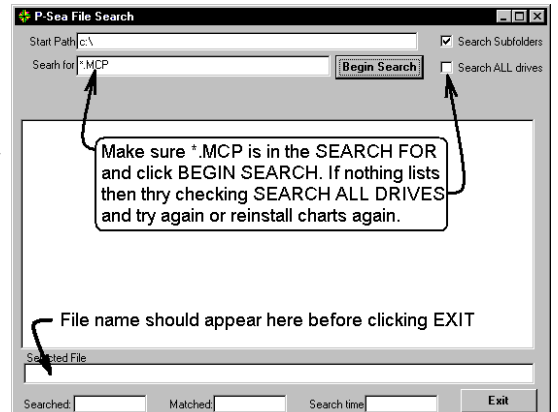 P-Sea File Search
Start Path c:\
Search Subfolders
Searh for *.MCP
Begin Search
Search ALL drives
Make sure *.MCP is in the SEARCH FOR
and click BEGIN SEARCH. If nothing lists
then thry checking SEARCH ALL DRIVES
and try again or reinstall charts again.
File name should appear here before clicking EXIT
Selected File
Searched:
Matched:
Search time
Exit